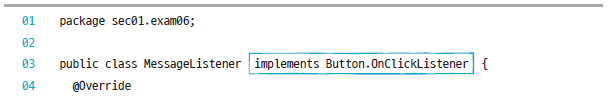 01 package sec01.exam06;
02
03 public class MessageListener implements Button.OnClickListener {
04 @Override